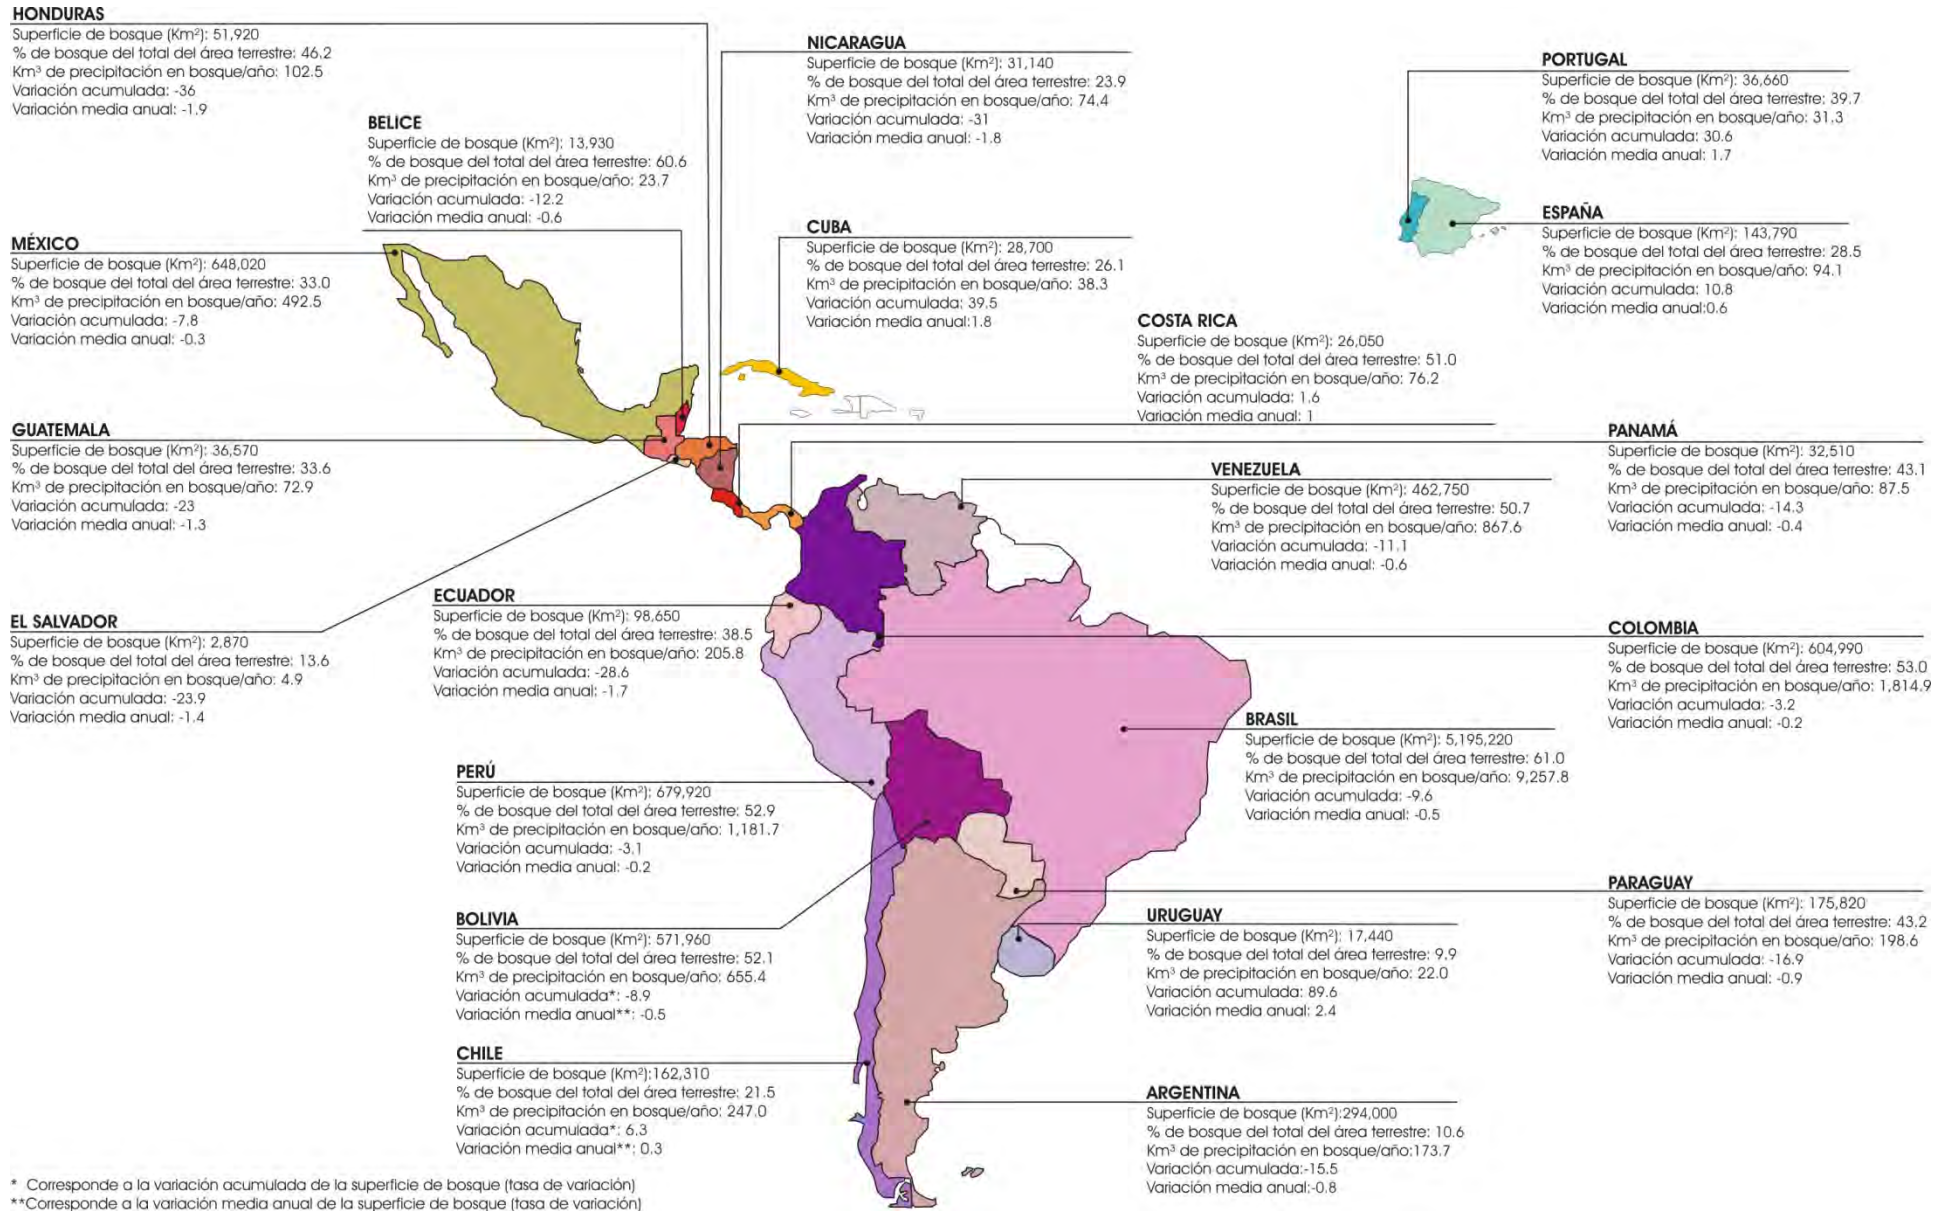 HONDURAS
Superficie de bosque (Km²): 51,920
% de bosque del total del área terrestre: 46.2
Km³ de precipitación en bosque/año: 102.5
Variación acumulada: -36
Variación media anual: -1.9
NICARAGUA
Superficie de bosque (Km²): 31,140
% de bosque del total del área terrestre: 23.9
Km³ de precipitación en bosque/año: 74.4
Variación acumulada: -31
Variación media anual: -1.8
PORTUGAL
Superficie de bosque (Km²): 36,660
% de bosque del total del área terrestre: 39.7
Km³ de precipitación en bosque/año: 31.3
Variación acumulada: 30.6
Variación media anual: 1.7
BELICE
Superficie de bosque (Km²): 13,930
% de bosque del total del área terrestre: 60.6
Km³ de precipitación en bosque/año: 23.7
Variación acumulada: -12.2
Variación media anual: -0.6
MÉXICO
Superficie de bosque (Km²): 648,020
% de bosque del total del área terrestre: 33.0
Km³ de precipitación en bosque/año: 492.5
Variación acumulada: -7.8
Variación media anual: -0.3
CUBA
Superficie de bosque (Km²): 28,700
% de bosque del total del área terrestre: 26.1
Km³ de precipitación en bosque/año: 38.3
Variación acumulada: 39.5
Variación media anual:1.8
ESPAÑA
Superficie de bosque (Km²): 143,790
% de bosque del total del área terrestre: 28.5
Km³ de precipitación en bosque/año: 94.1
Variación acumulada: 10.8
Variación media anual:0.6
COSTA RICA
Superficie de bosque (Km²): 26,050
% de bosque del total del área terrestre: 51.0
Km³ de precipitación en bosque/año: 76.2
Variación acumulada: 1.6
Variación media anual: 1
GUATEMALA
Superficie de bosque (Km²): 36,570
% de bosque del total del área terrestre: 33.6
Km³ de precipitación en bosque/año: 72.9
Variación acumulada: -23
Variación media anual: -1.3
PANAMÁ
Superficie de bosque (Km²): 32,510
% de bosque del total del área terrestre: 43.1
Km³ de precipitación en bosque/año: 87.5
Variación acumulada: -14.3
Variación media anual: -0.4
VENEZUELA
Superficie de bosque (Km²): 462,750
% de bosque del total del área terrestre: 50.7
Km³ de precipitación en bosque/año: 867.6
Variación acumulada: -11.1
Variación media anual: -0.6
EL SALVADOR
Superficie de bosque (Km²): 2,870
% de bosque del total del área terrestre: 13.6
Km³ de precipitación en bosque/año: 4.9
Variación acumulada: -23.9
Variación media anual: -1.4
ECUADOR
Superficie de bosque (Km²): 98,650
% de bosque del total del área terrestre: 38.5
Km³ de precipitación en bosque/año: 205.8
Variación acumulada: -28.6
Variación media anual: -1.7
COLOMBIA
Superficie de bosque (Km²): 604,990
% de bosque del total del área terrestre: 53.0
Km³ de precipitación en bosque/año: 1,814.9
Variación acumulada: -3.2
Variación media anual: -0.2
BRASIL
Superficie de bosque (Km²): 5,195,220
% de bosque del total del área terrestre: 61.0
Km³ de precipitación en bosque/año: 9,257.8
Variación acumulada: -9.6
Variación media anual: -0.5
PERÚ
Superficie de bosque (Km²): 679,920
% de bosque del total del área terrestre: 52.9
Km³ de precipitación en bosque/año: 1,181.7
Variación acumulada: -3.1
Variación media anual: -0.2
PARAGUAY
Superficie de bosque (Km²): 175,820
% de bosque del total del área terrestre: 43.2
Km³ de precipitación en bosque/año: 198.6
Variación acumulada: -16.9
Variación media anual: -0.9
BOLIVIA
Superficie de bosque (Km²): 571,960
% de bosque del total del área terrestre: 52.1
Km³ de precipitación en bosque/año: 655.4
Variación acumulada*: -8.9
Variación media anual**: -0.5
URUGUAY
Superficie de bosque (Km²): 17,440
% de bosque del total del área terrestre: 9.9
Km³ de precipitación en bosque/año: 22.0
Variación acumulada: 89.6
Variación media anual: 2.4
CHILE
Superficie de bosque (Km²):162,310
% de bosque del total del área terrestre: 21.5
Km³ de precipitación en bosque/año: 247.0
Variación acumulada*: 6.3
Variación media anual**: 0.3
ARGENTINA
Superficie de bosque (Km²):294,000
% de bosque del total del área terrestre: 10.6
Km³ de precipitación en bosque/año:173.7
Variación acumulada:-15.5
Variación media anual:-0.8
* Corresponde a la variación acumulada de la superficie de bosque (tasa de variación)
**Corresponde a la variación media anual de la superficie de bosque (tasa de variación)